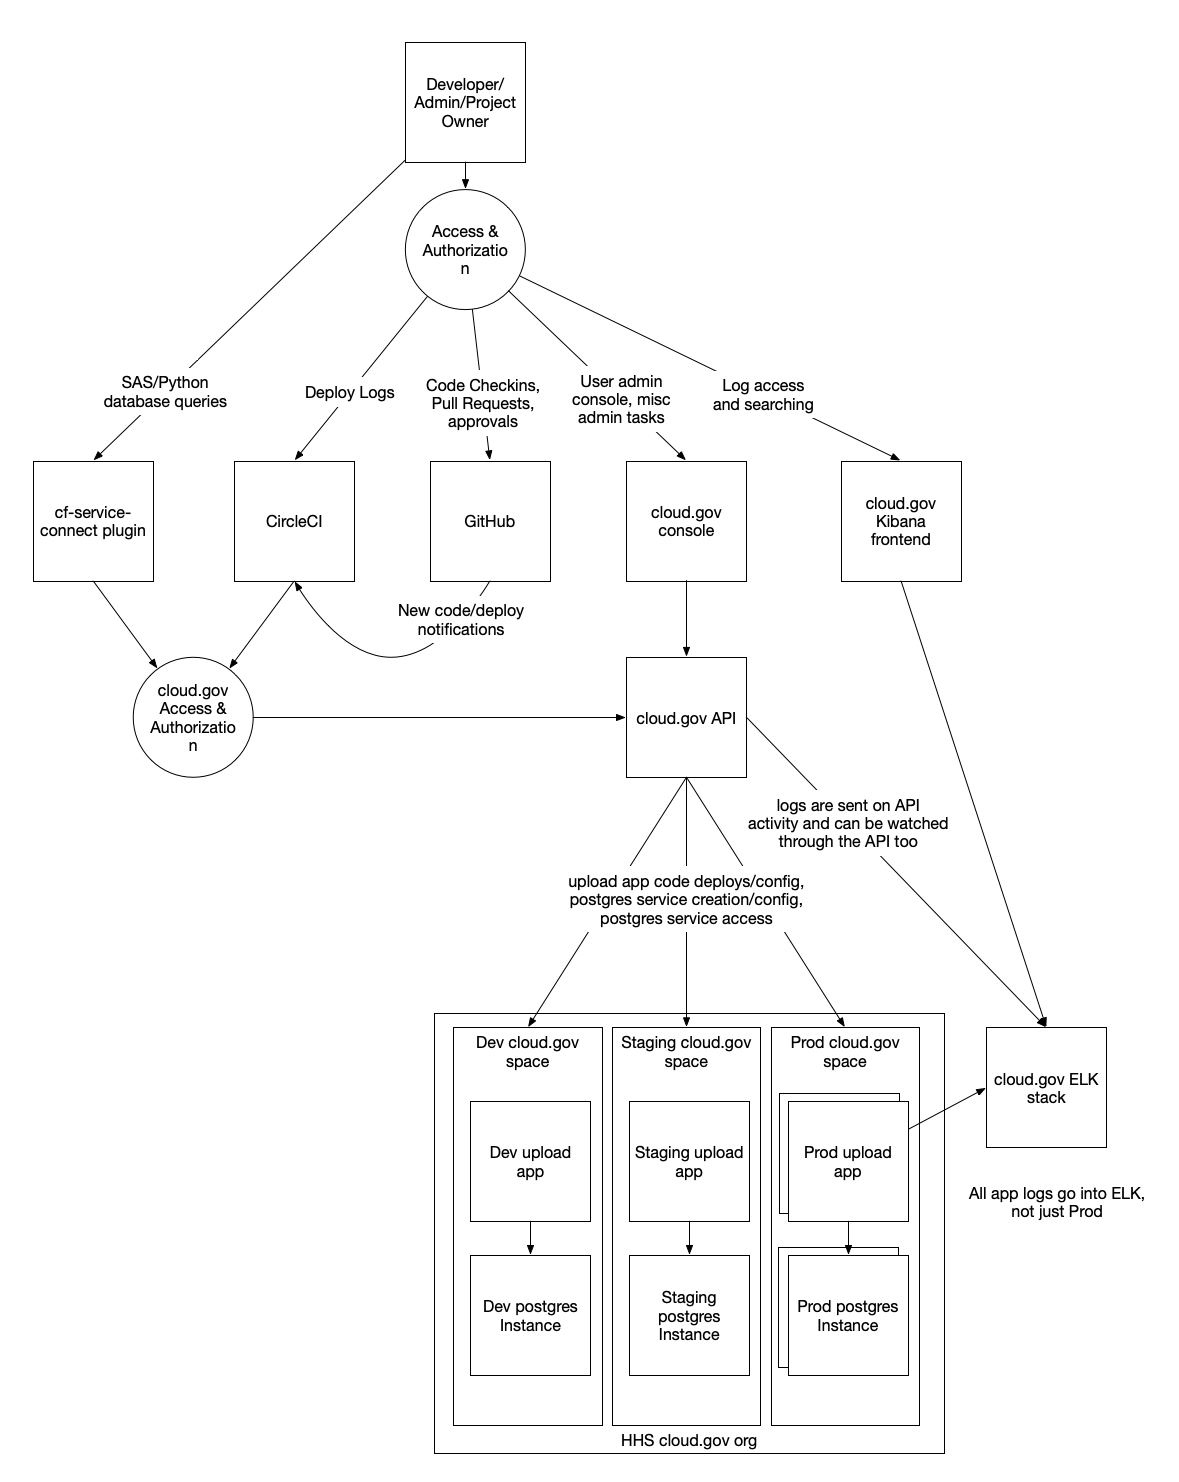 Developer/
Admin/Project
Owner
Access &
Authorizatio
n
SAS/Python
database queries
Deploy Logs
Code Checkins,
Pull Requests,
approvals
User admin
console, misc
admin tasks
Log access
and searching
cf-service-
connect plugin
CircleCI
GitHub
cloud.gov
console
cloud.gov
Kibana
frontend
New code/deploy
notifications
cloud.gov
Access &
Authorizatio
n
cloud.gov API
logs are sent on API
activity and can be watched
through the API too
upload app code deploys/config,
postgres service creation/config,
postgres service access
Dev cloud.gov
space
Staging cloud.gov
space
Prod cloud.gov
space
cloud.gov ELK
stack
Dev upload
app
Staging upload
app
Prod upload
app
All app logs go into ELK,
not just Prod
Dev postgres
Instance
Staging
postgres
Instance
Prod postgres
Instance
HHS cloud.gov org